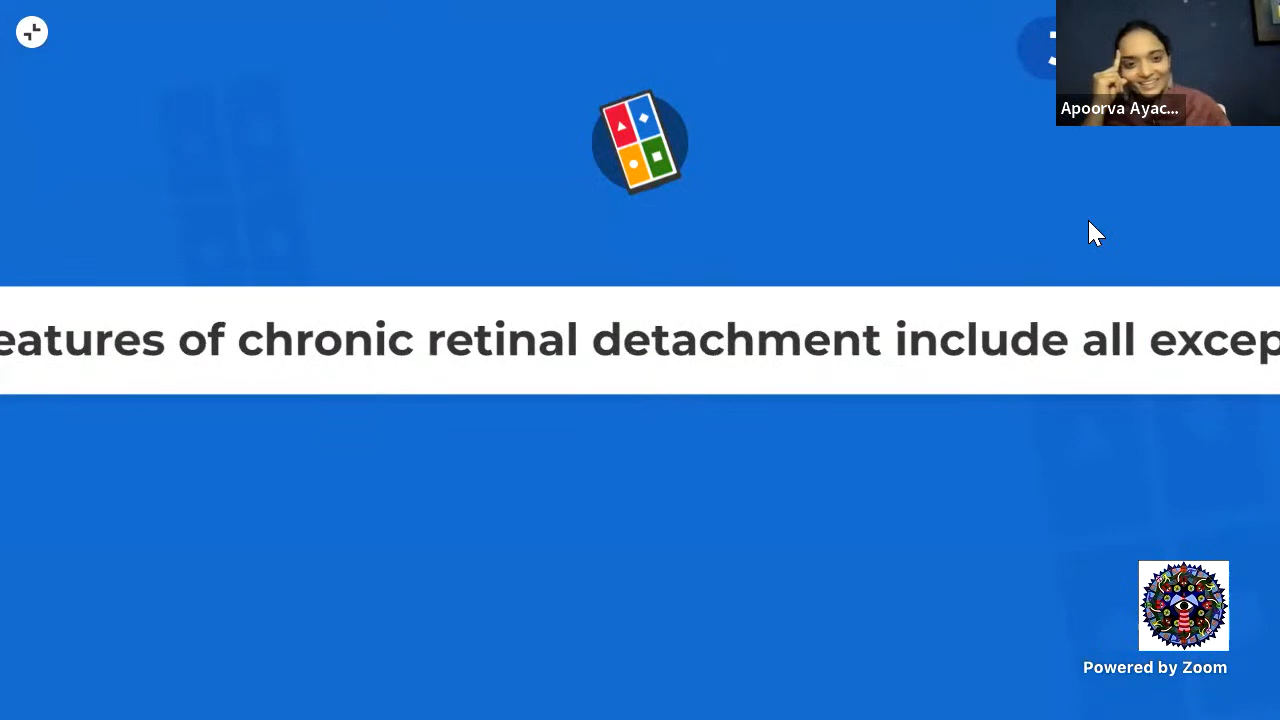 Apoorva Ayac...
eatures of chronic retinal detachment include all excep
Powered by Zoom